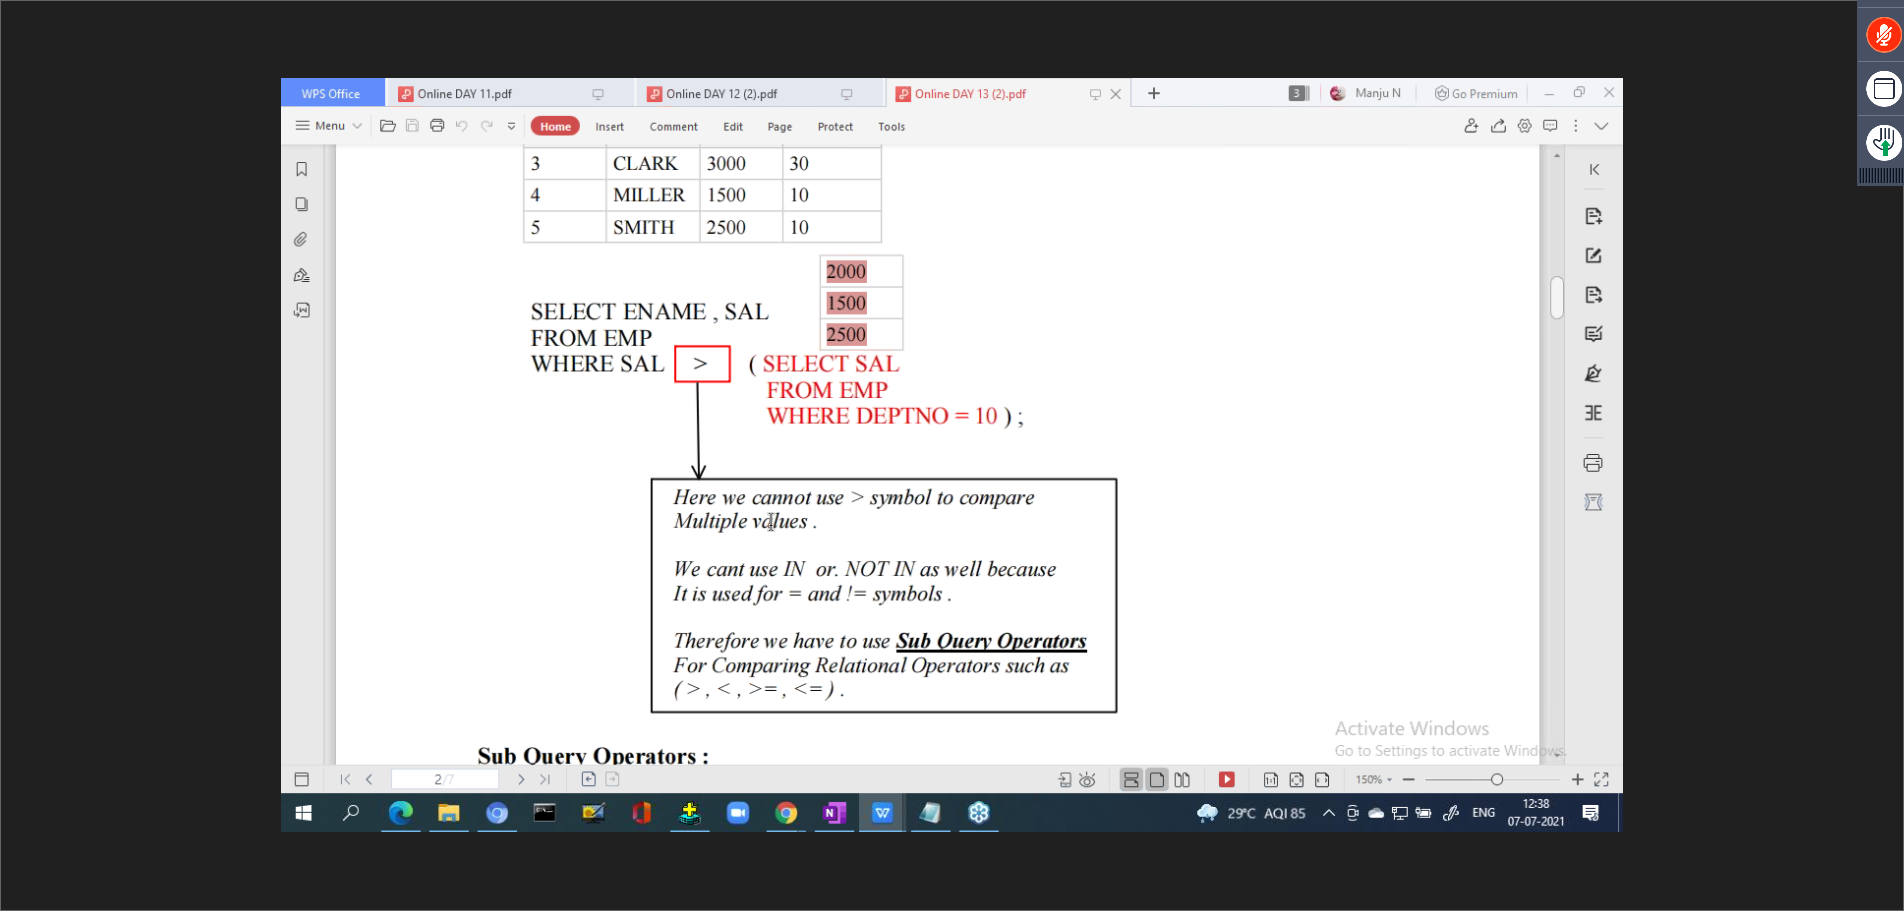 WPS Office
Online DAY 11.pdf
Online DAY 12 (2).pdf
Online DAY 13 (2).pdf
3
Manju N
Go Premium
Menu
Home
Insert
Comment
Edit
Page
Protect
Tools
3 CLARK 3000 30
4 MILLER 1500 10
5 SMITH 2500 10
2000
1500
2500
SELECT ENAME , SAL
FROM EMP
WHERE SAL > ( SELECT SAL
FROM EMP
WHERE DEPTNO = 10 ) ;
Here we cannot use > symbol to compare
Multiple values .
We cant use IN or. NOT IN as well because
It is used for = and != symbols .
Therefore we have to use Sub Query Operators
For Comparing Relational Operators such as
( > , < , >= , <= ) .
Sub Query Operators :
Activate Windows
Go to Settings to activate Windows.
2/7
150%
29°C AQI 85
ENG
12:38
07-07-2021